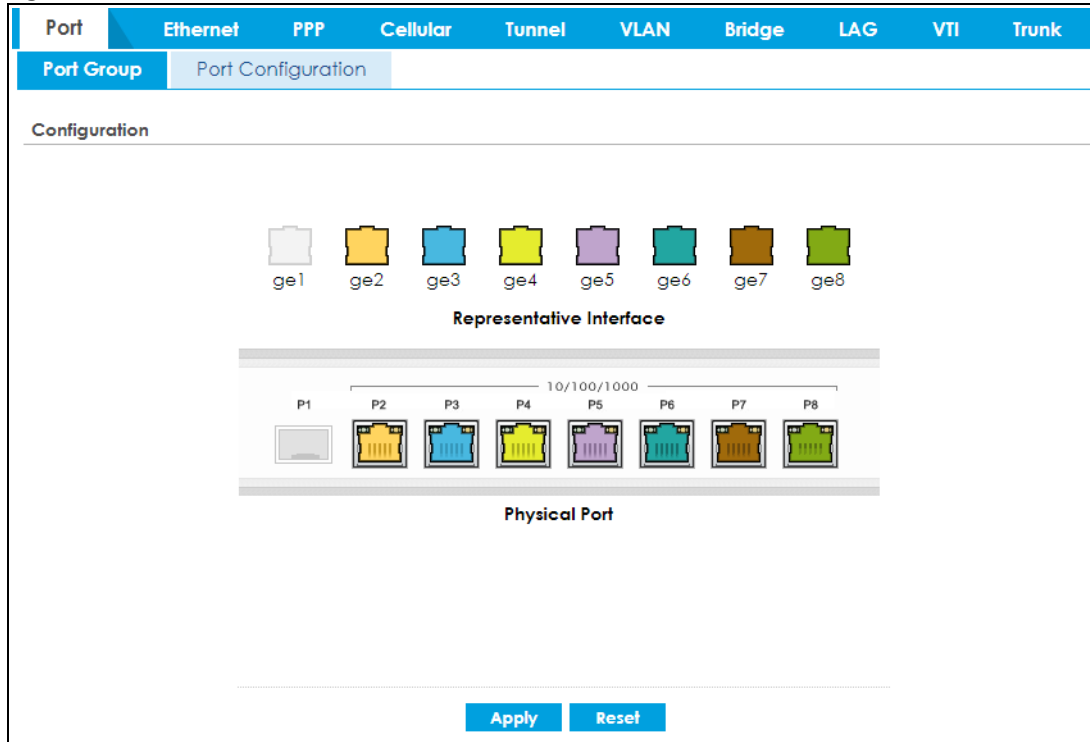 Port Ethernet PPP Cellular Tunnel VLAN Bridge LAG VTI Trunk
Port Group Port Configuration
Configuration
ge1 ge2 ge3 ge4 ge5 ge6 ge7 ge8
Representative Interface
10/100/1000
P1 P2 P3 P4 P5 P6 P7 P8
Physical Port
Apply Reset